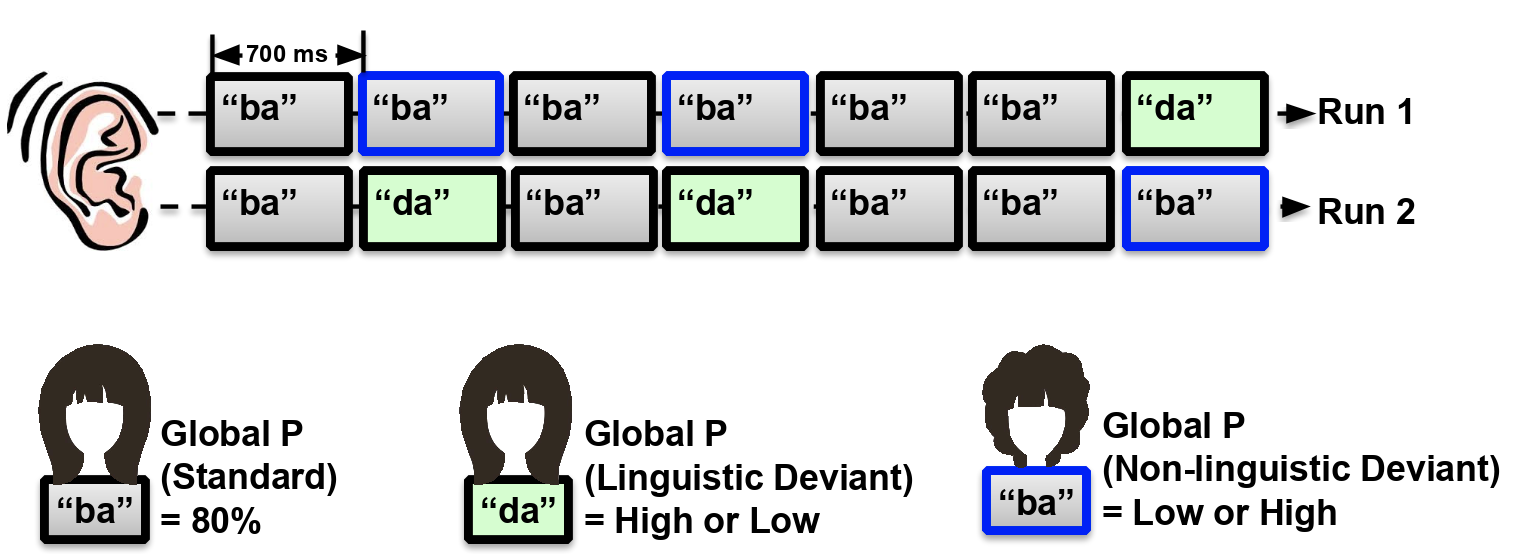 700 ms
“ba” “ba” “ba” “ba” “ba” “ba” “da” Run 1
“ba” “da” “ba” “da” “ba” “ba” “ba” Run 2
Global P
(Standard)
= 80%
“ba”
Global P
(Linguistic Deviant)
= High or Low
“da”
Global P
(Non-linguistic Deviant)
= Low or High
“ba”